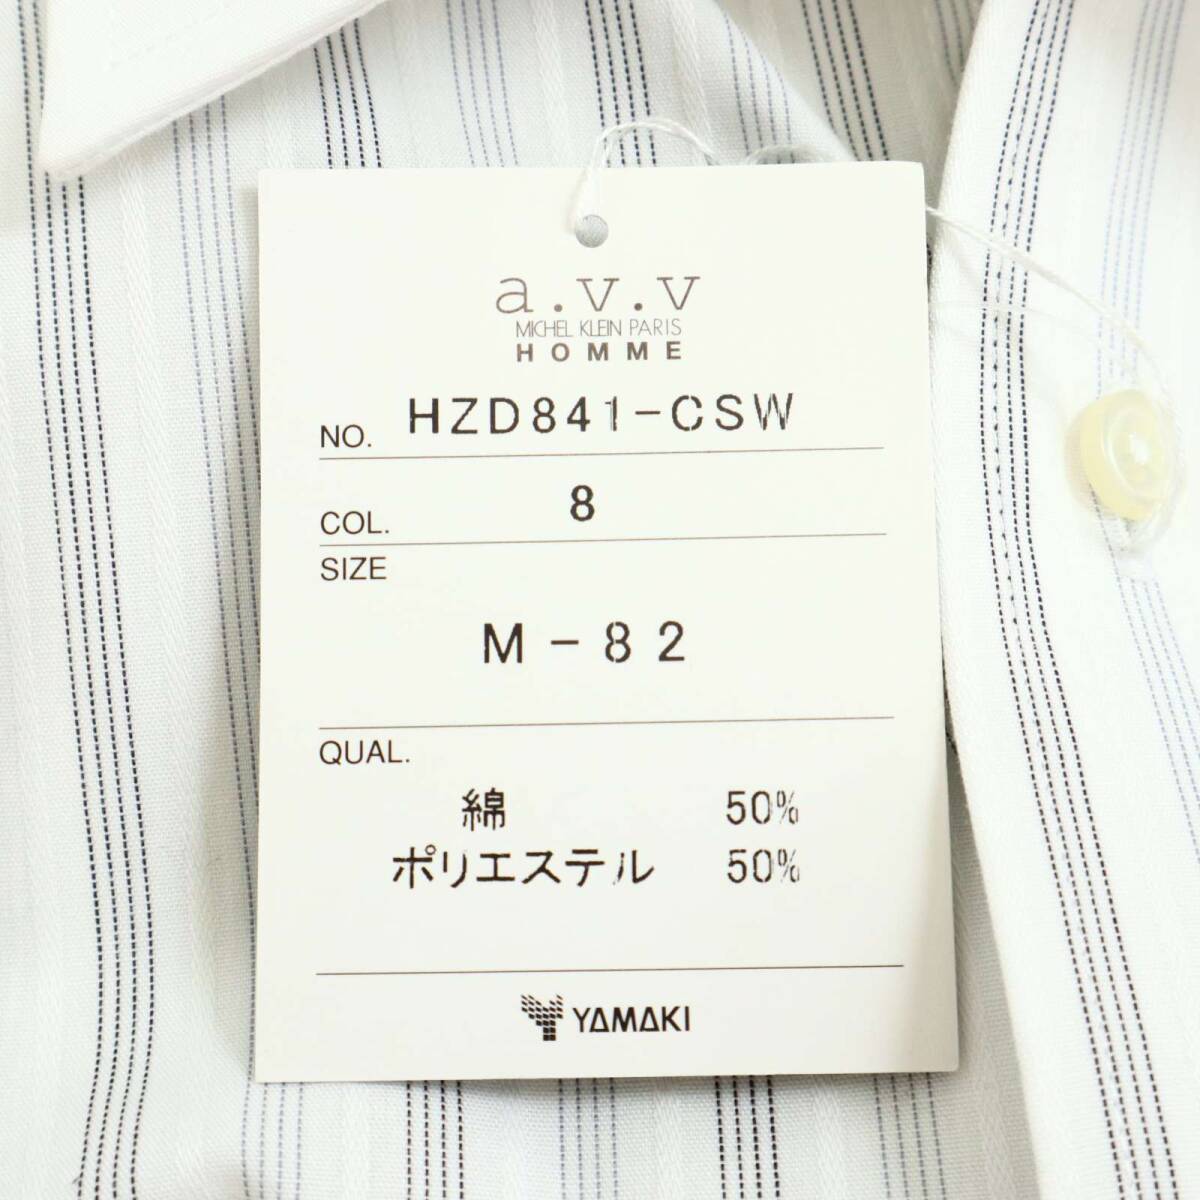 a.v.v
MICHEL KLEIN PARIS
HOMME
NO. HZD841-CSW
COL. 8
SIZE
M-82
QUAL.
綿 50%
ポリエステル 50%
YAMAKI